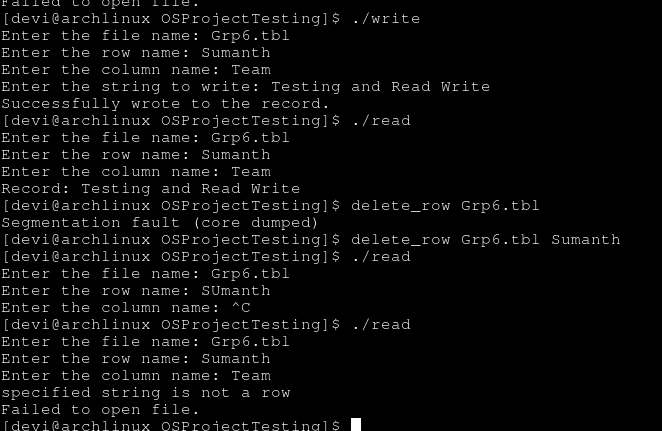 Failed to open file.
[devi@archlinux OSProjectTesting]$ ./write
Enter the file name: Grp6.tbl
Enter the row name: Sumanth
Enter the column name: Team
Enter the string to write: Testing and Read Write
Successfully wrote to the record.
[devi@archlinux OSProjectTesting]$ ./read
Enter the file name: Grp6.tbl
Enter the row name: Sumanth
Enter the column name: Team
Record: Testing and Read Write
[devi@archlinux OSProjectTesting]$ delete_row Grp6.tbl
Segmentation fault (core dumped)
[devi@archlinux OSProjectTesting]$ delete_row Grp6.tbl Sumanth
[devi@archlinux OSProjectTesting]$ ./read
Enter the file name: Grp6.tbl
Enter the row name: SUmanth
Enter the column name: ^C
[devi@archlinux OSProjectTesting]$ ./read
Enter the file name: Grp6.tbl
Enter the row name: Sumanth
Enter the column name: Team
specified string is not a row
Failed to open file.
[devi@archlinux OSProjectTesting]$